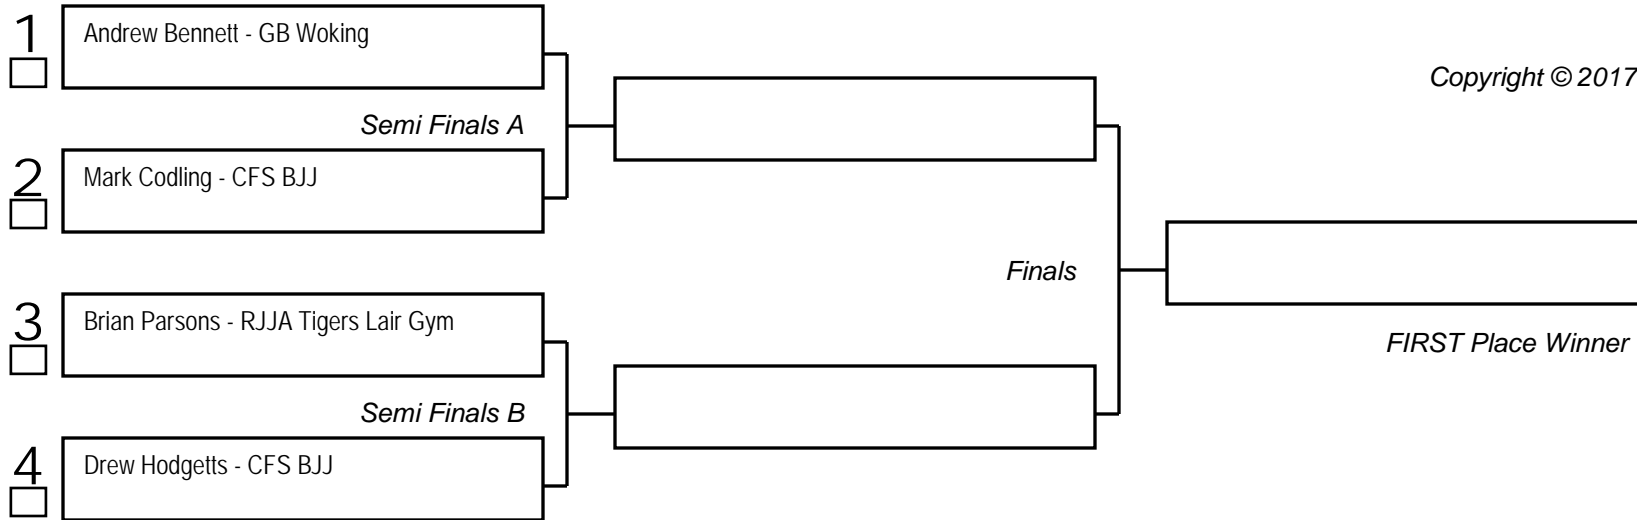 1
Andrew Bennett - GB Woking
Copyright © 2017
Semi Finals A
2
Mark Codling - CFS BJJ
Finals
3
Brian Parsons - RJJA Tigers Lair Gym
FIRST Place Winner
Semi Finals B
4
Drew Hodgetts - CFS BJJ